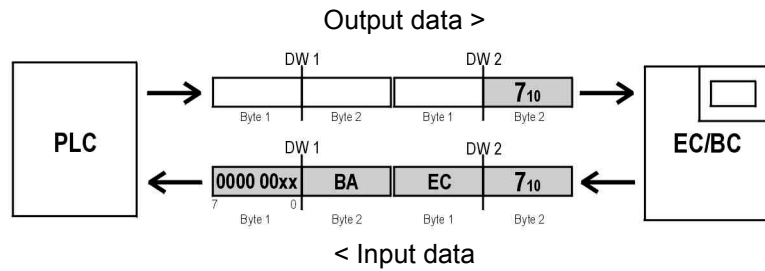 Output data >
DW 1 DW 2
7₁₀
Byte 1 Byte 2 Byte 1 Byte 2
PLC
EC/BC
DW 1 DW 2
0000 00xx BA EC 7₁₀
7 0
Byte 1 Byte 2 Byte 1 Byte 2
< Input data